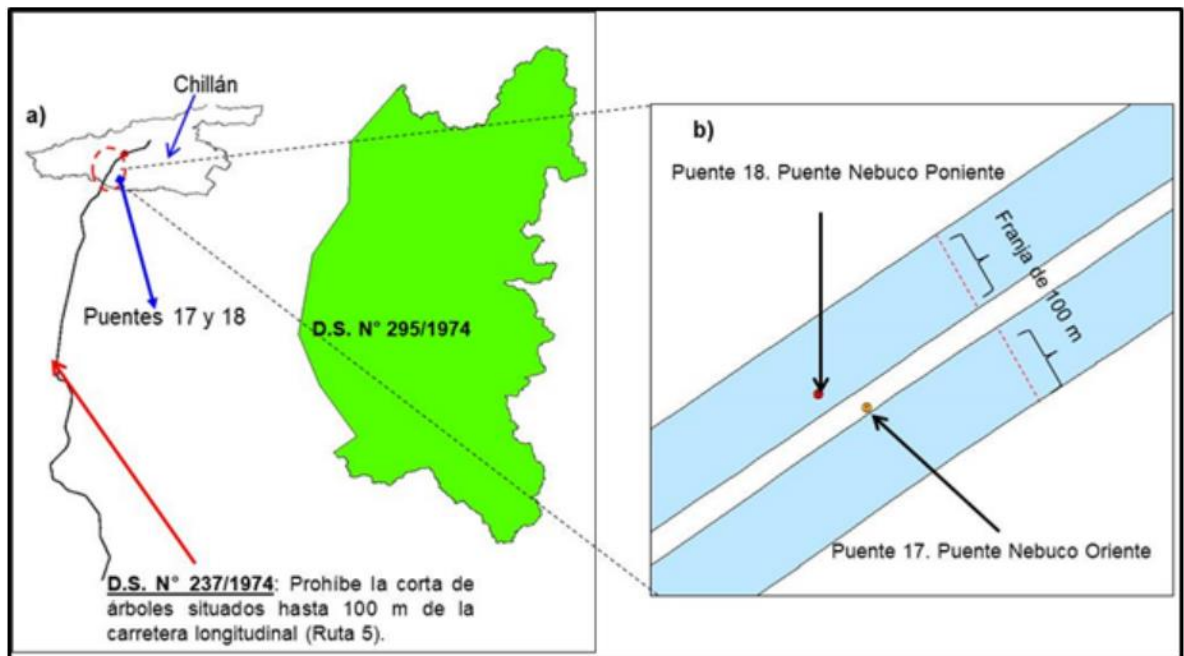 a)
Chillán
Puentes 17 y 18
D.S. N° 295/1974
D.S. N° 237/1974: Prohíbe la corta de
árboles situados hasta 100 m de la
carretera longitudinal (Ruta 5).
b)
Puente 18. Puente Nebuco Poniente
Franja de 100 m
Puente 17. Puente Nebuco Oriente